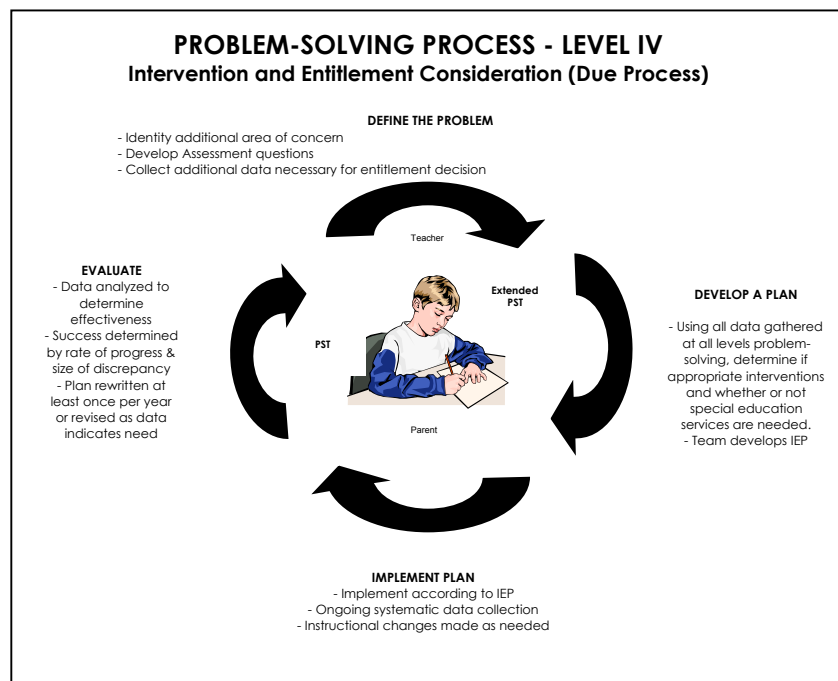 PROBLEM-SOLVING PROCESS - LEVEL IV
Intervention and Entitlement Consideration (Due Process)
DEFINE THE PROBLEM
- Identity additional area of concern
- Develop Assessment questions
- Collect additional data necessary for entitlement decision
Teacher
EVALUATE
- Data analyzed to
determine
effectiveness
- Success determined
by rate of progress &
size of discrepancy
- Plan rewritten at
least once per year
or revised as data
indicates need
PST
Extended
PST
Parent
DEVELOP A PLAN
- Using all data gathered
at all levels problem-
solving, determine if
appropriate interventions
and whether or not
special education
services are needed.
- Team develops IEP
IMPLEMENT PLAN
- Implement according to IEP
- Ongoing systematic data collection
- Instructional changes made as needed